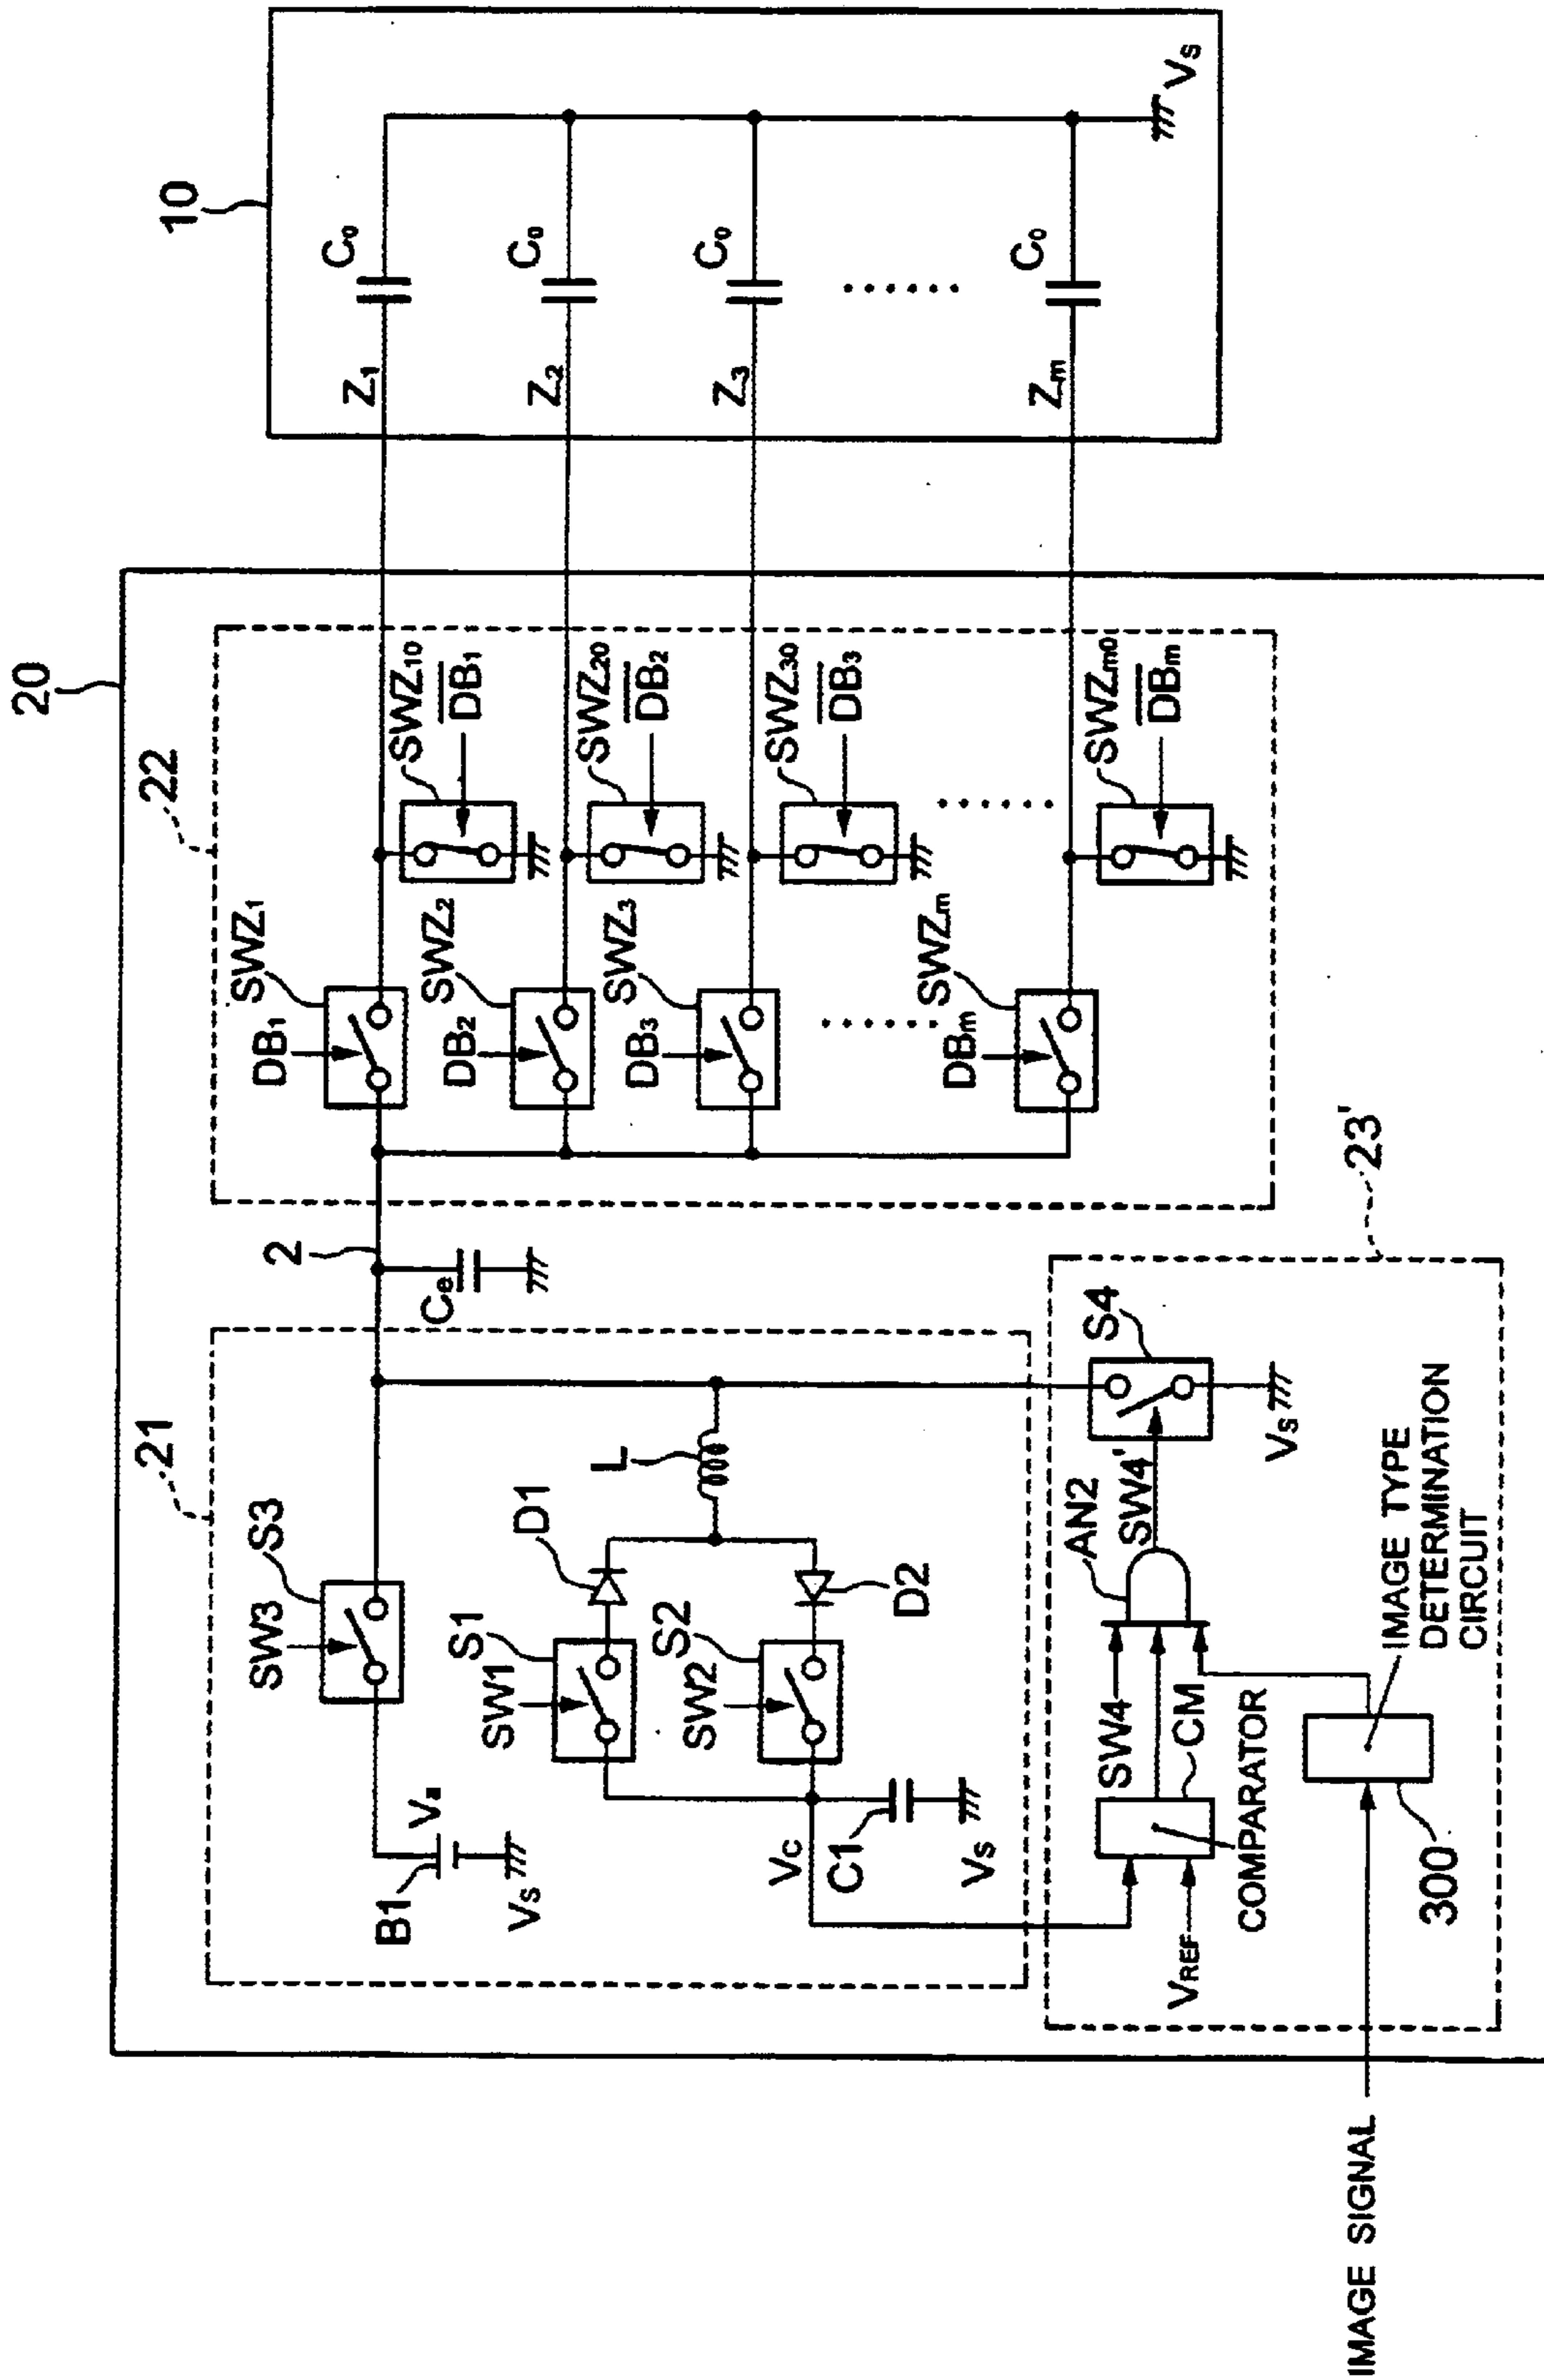 20
10
21
22
S3
SW3
B1
Va
Vs
S1
SW1
D1
L
S2
SW2
D2
Vc
C1
Vs
2
Ce
SWZ1
DB1
SWZ10
DB1
SWZ2
DB2
SWZ20
DB2
SWZ3
DB3
SWZ30
DB3
......
......
SWZm
DBm
SWZm0
DBm
Z1
C0
Z2
C0
Z3
C0
......
Zm
C0
Vs
23'
S4
AN2
SW4'
SW4
CM
VREF
COMPARATOR
Vs
IMAGE TYPE
DETERMINATION
CIRCUIT
300
IMAGE SIGNAL